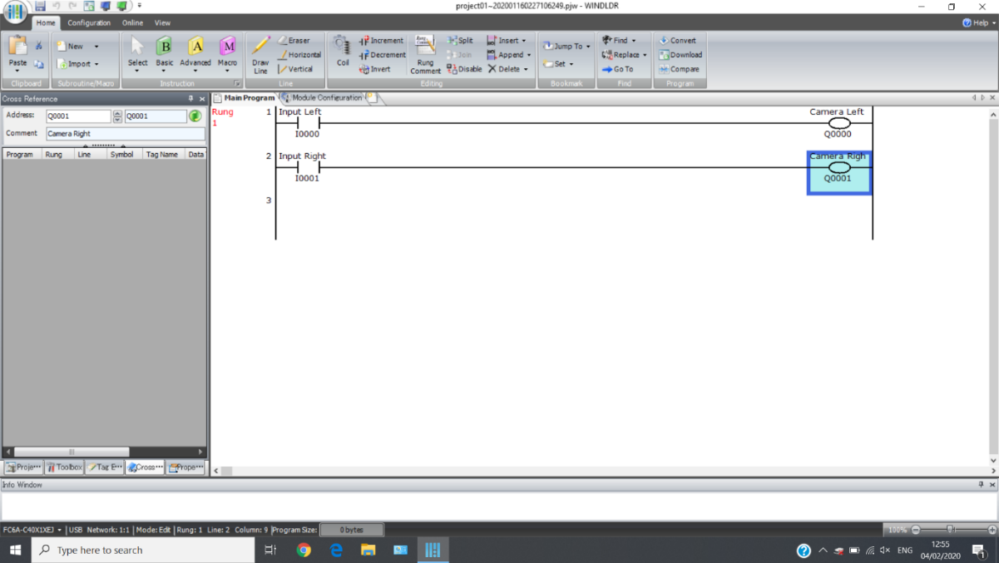 project01~202001160227106249.pjw - WINDLDR
Home Configuration Online View Help
New Eraser Increment Split Insert Jump To Find Convert
Horizontal Decrement Join Append Replace Download
Import Vertical Invert Disable Delete Set Go To Compare
Paste Select Basic Advanced Macro Draw Line Coil Rung Comment
Clipboard Subroutine/Macro Instruction Line Editing Bookmark Find Program
Cross Reference
Main Program Module Configuration
Address: Q0001 Q0001
Comment Camera Right
Program Rung Line Symbol Tag Name Data
Rung 1 Input Left Camera Left
1 I0000 Q0000
2 Input Right Camera Righ
I0001 Q0001
3
Proje··· Toolbox Tag E··· Cross··· Prope···
Info Window
FC6A-C40X1XEJ USB Network: 1:1 Mode: Edit Rung: 1 Line: 2 Column: 9 Program Size: 0 bytes 100%
Type here to search
ENG 12:55
04/02/2020
1